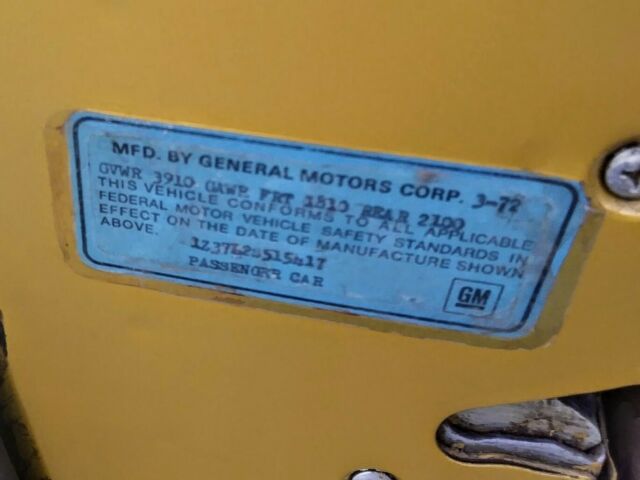 MFD. BY GENERAL MOTORS CORP. 3-72
GVWR 3910 GAWR FRT 1810 REAR 2100
THIS VEHICLE CONFORMS TO ALL APPLICABLE
FEDERAL MOTOR VEHICLE SAFETY STANDARDS IN
EFFECT ON THE DATE OF MANUFACTURE SHOWN
ABOVE.
1Z37L2S515417
PASSENGER CAR
GM